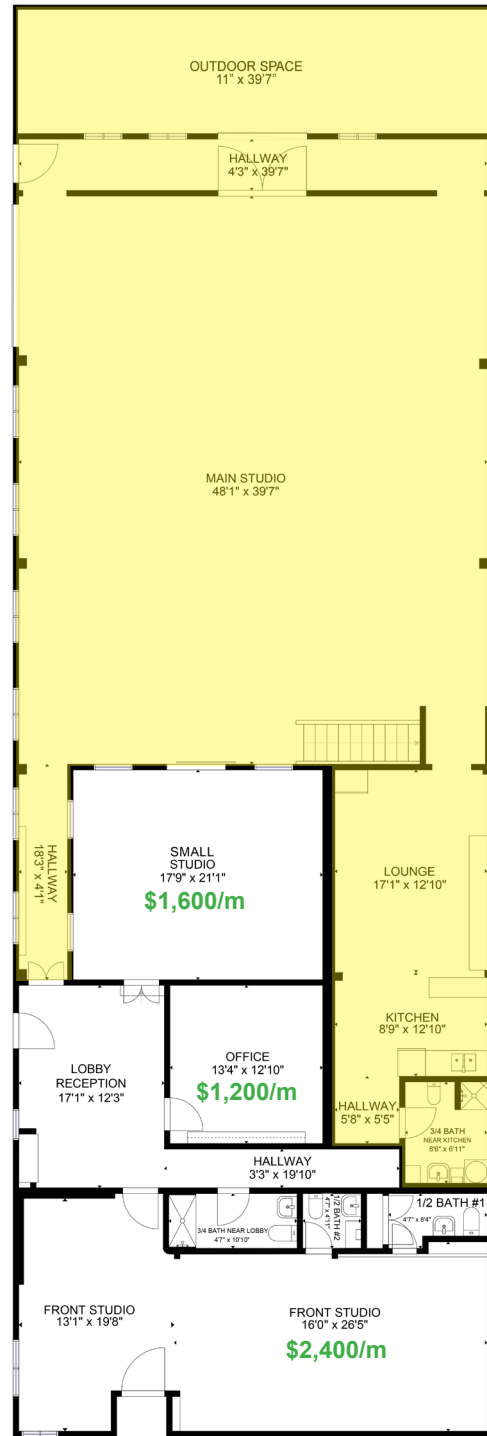 OUTDOOR SPACE
11" x 39'7"
HALLWAY
4'3" x 39'7"
MAIN STUDIO
48'1" x 39'7"
HALLWAY
18'3" x 4'1"
SMALL
STUDIO
17'9" x 21'1"
$1,600/m
LOUNGE
17'1" x 12'10"
KITCHEN
8'9" x 12'10"
LOBBY
RECEPTION
17'1" x 12'3"
OFFICE
13'4" x 12'10"
$1,200/m
HALLWAY
5'8" x 5'5"
3/4 BATH
NEAR KITCHEN
8'6" x 6'11"
HALLWAY
3'3" x 19'10"
3/4 BATH NEAR LOBBY
4'7" x 10'10"
1/2 BATH #2
4'7" x 4'11"
1/2 BATH #1
4'7" x 8'4"
FRONT STUDIO
13'1" x 19'8"
FRONT STUDIO
16'0" x 26'5"
$2,400/m